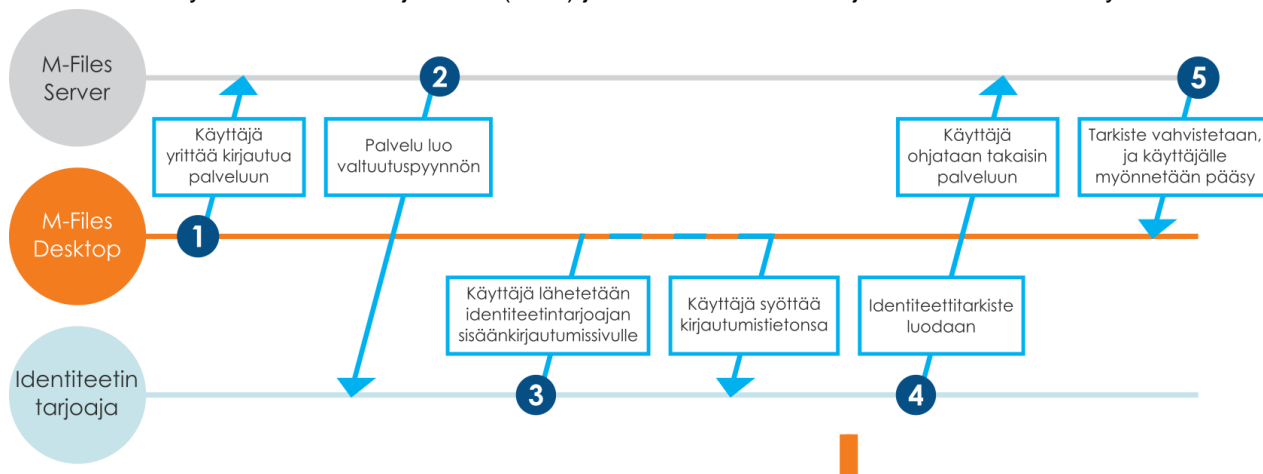 M-Files
Server
2
5
Käyttäjä
yrittää kirjautua
palveluun
Palvelu luo
valtuutuspyynnön
Käyttäjä
ohjataan takaisin
palveluun
Tarkiste vahvistetaan,
ja käyttäjälle
myönnetään pääsy
M-Files
Desktop
1
Käyttäjä lähetetään
identiteetintarjoajan
sisäänkirjautumissivulle
Käyttäjä syöttää
kirjautumistietonsa
Identiteettitarkiste
luodaan
Identiteetin
tarjoaja
3
4